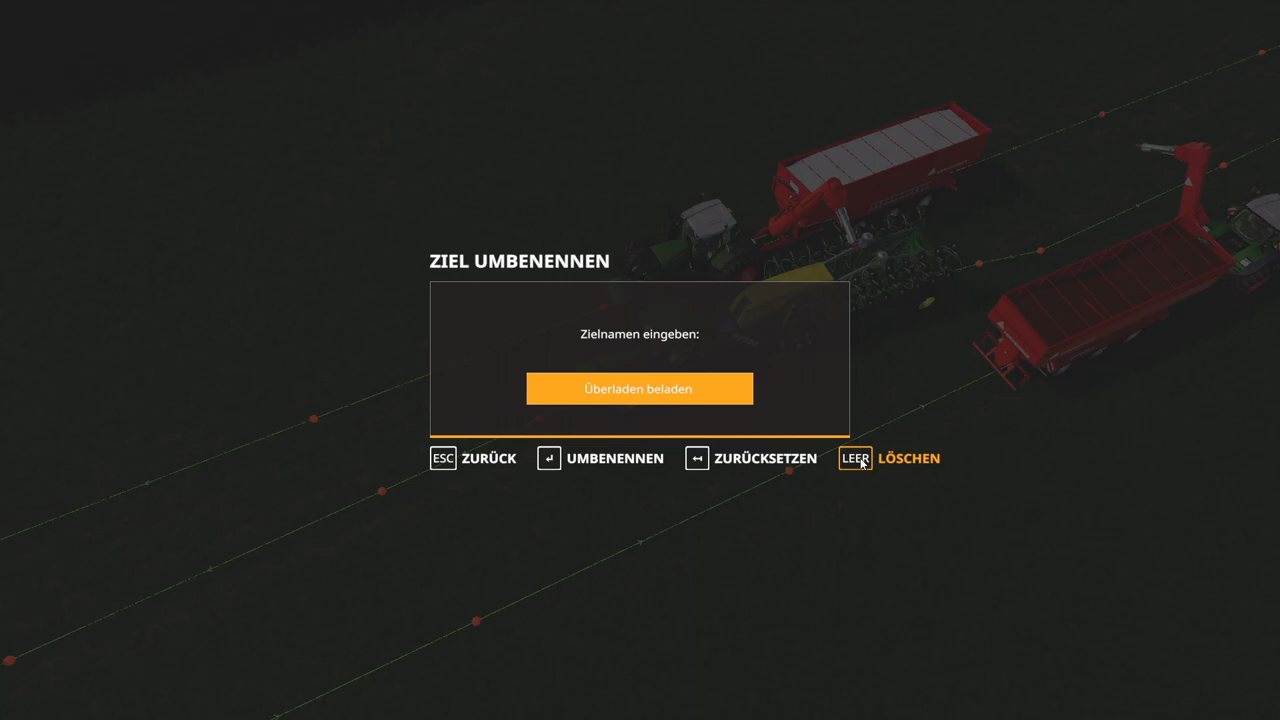 ZIEL UMBENENNEN
Zielnamen eingeben:
Überladen beladen
ESC ZURÜCK ↵ UMBENENNEN ↤ ZURÜCKSETZEN LEER LÖSCHEN